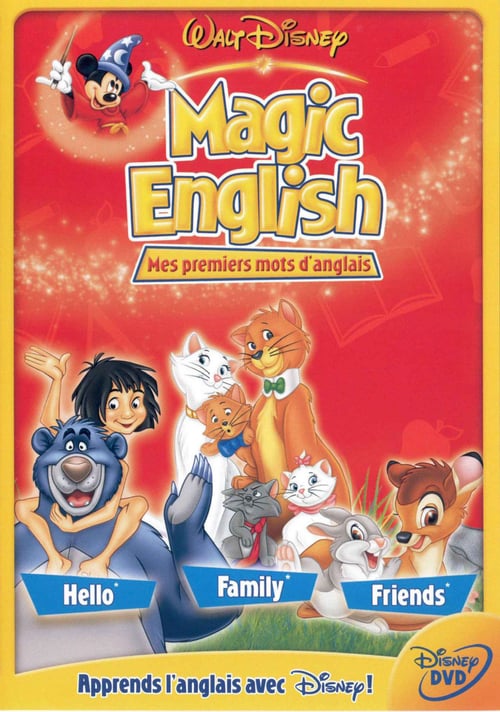 WALT DISNEY
Magic
English
Mes premiers mots d'anglais
Hello*
Family*
Friends*
Apprends l'anglais avec Disney!
DISNEY
DVD